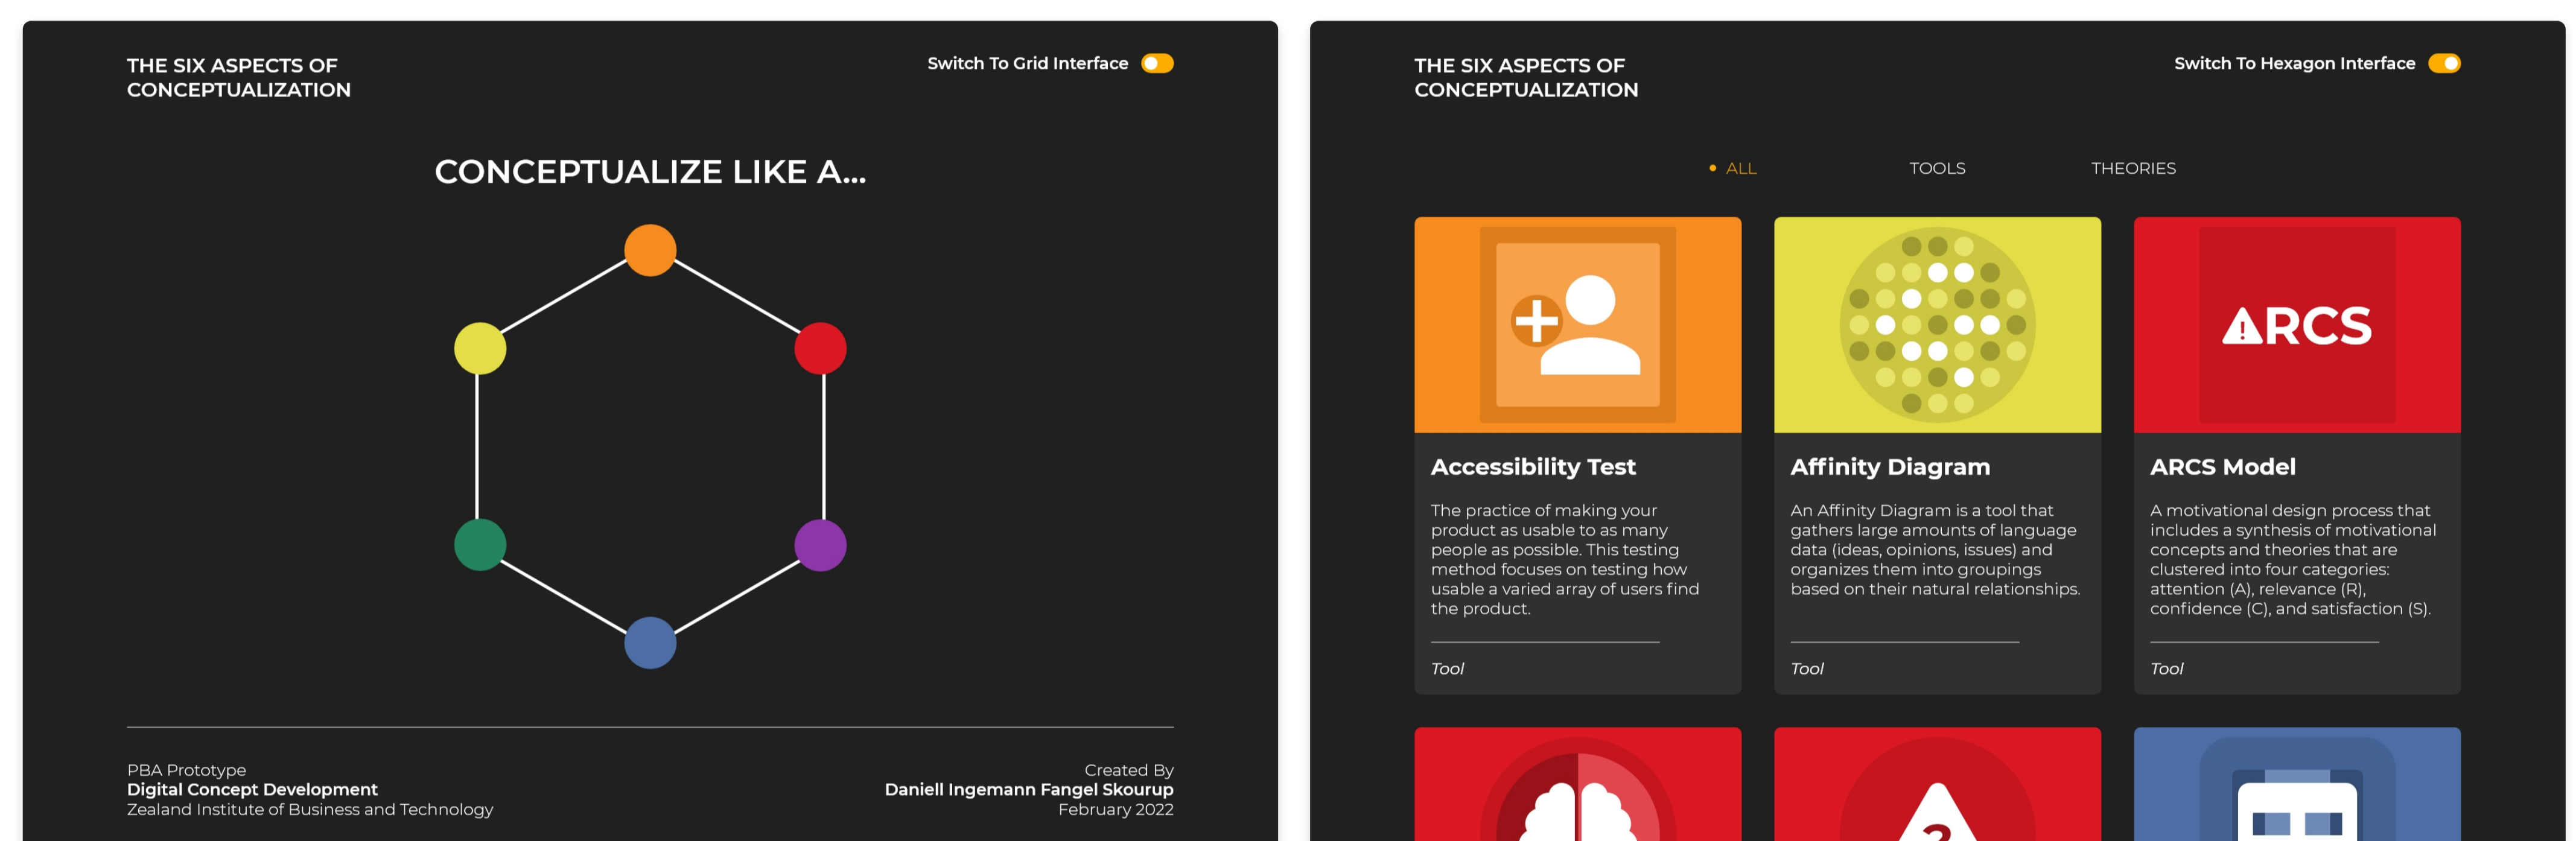 THE SIX ASPECTS OF
CONCEPTUALIZATION
Switch To Grid Interface
CONCEPTUALIZE LIKE A...
PBA Prototype
Digital Concept Development
Zealand Institute of Business and Technology
Created By
Daniell Ingemann Fangel Skourup
February 2022
THE SIX ASPECTS OF
CONCEPTUALIZATION
Switch To Hexagon Interface
• ALL
TOOLS
THEORIES
Accessibility Test
The practice of making your
product as usable to as many
people as possible. This testing
method focuses on testing how
usable a varied array of users find
the product.
Tool
Affinity Diagram
An Affinity Diagram is a tool that
gathers large amounts of language
data (ideas, opinions, issues) and
organizes them into groupings
based on their natural relationships.
Tool
ARCS
ARCS Model
A motivational design process that
includes a synthesis of motivational
concepts and theories that are
clustered into four categories:
attention (A), relevance (R),
confidence (C), and satisfaction (S).
Tool